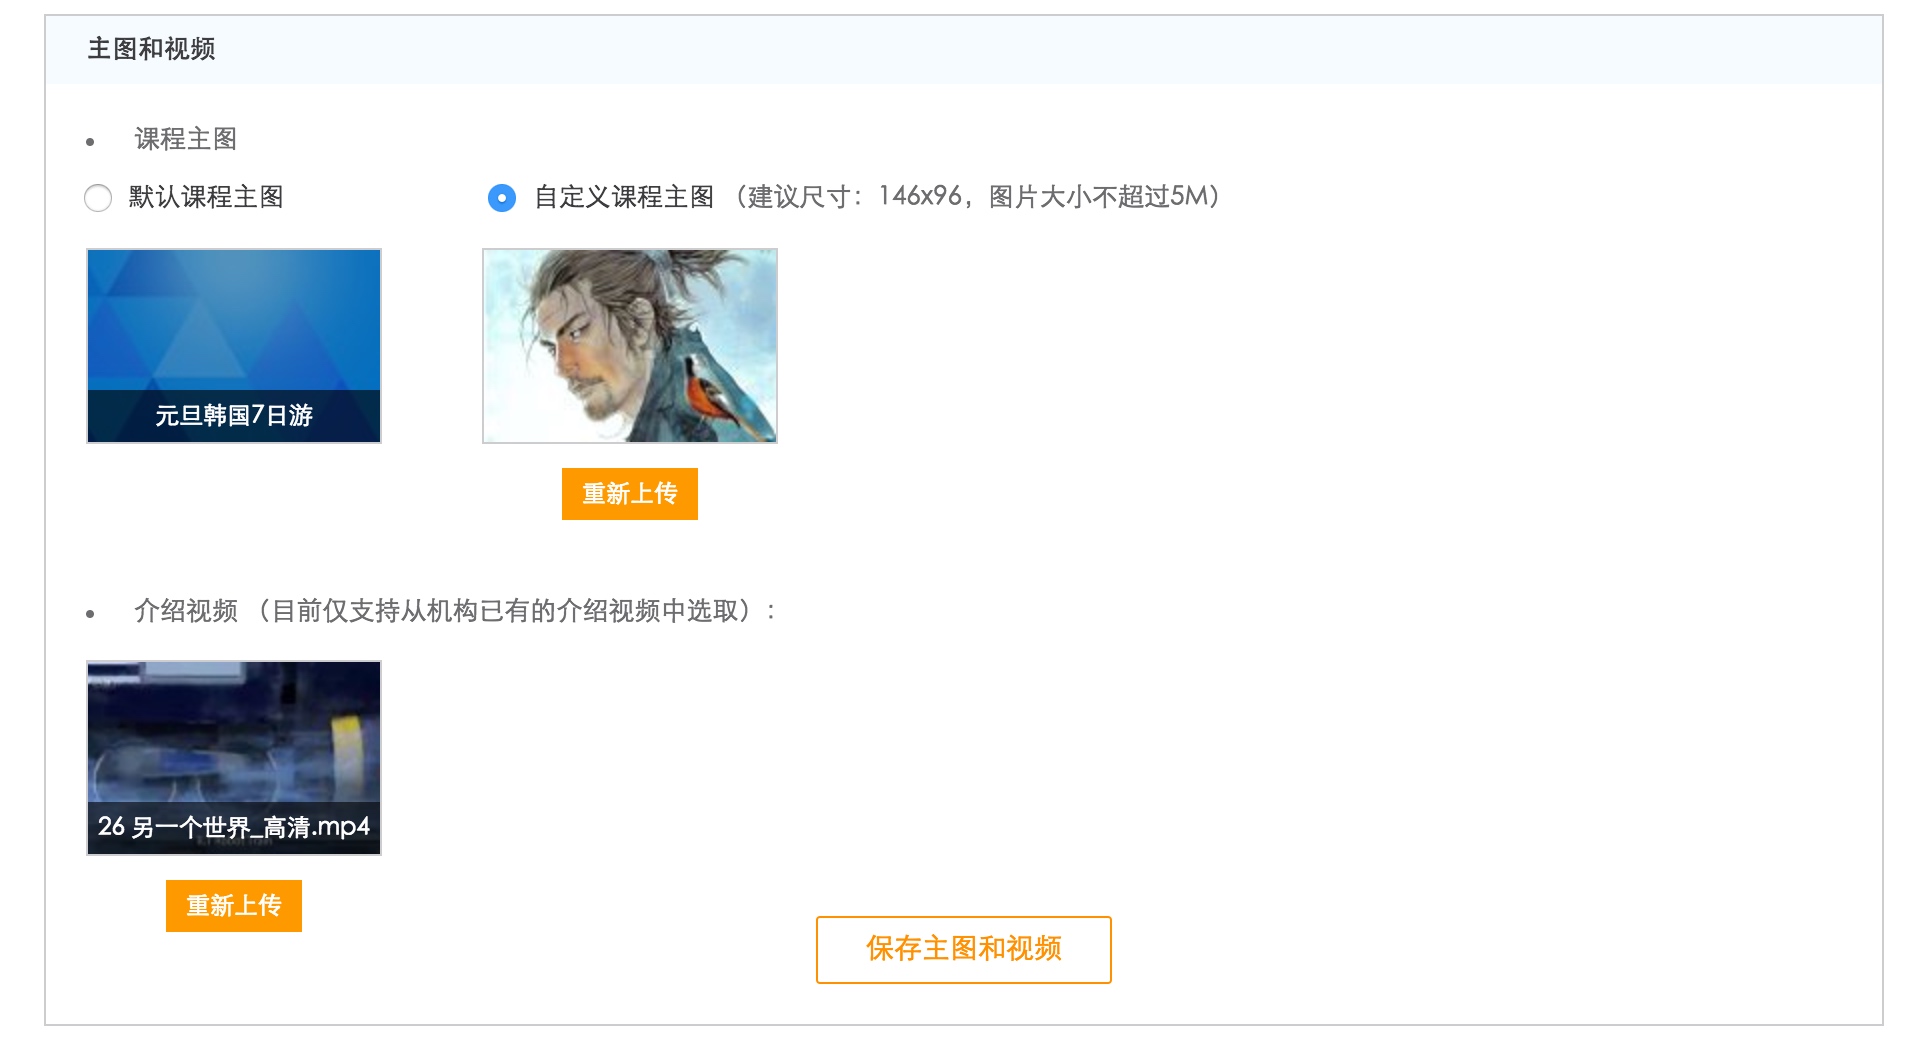 主图和视频
课程主图
默认课程主图
自定义课程主图 （建议尺寸：146x96，图片大小不超过5M）
元旦韩国7日游
重新上传
介绍视频 （目前仅支持从机构已有的介绍视频中选取）：
26 另一个世界_高清.mp4
重新上传
保存主图和视频